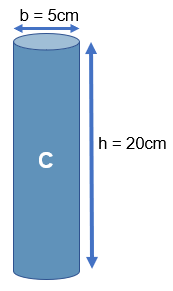 b = 5cm
C
h = 20cm